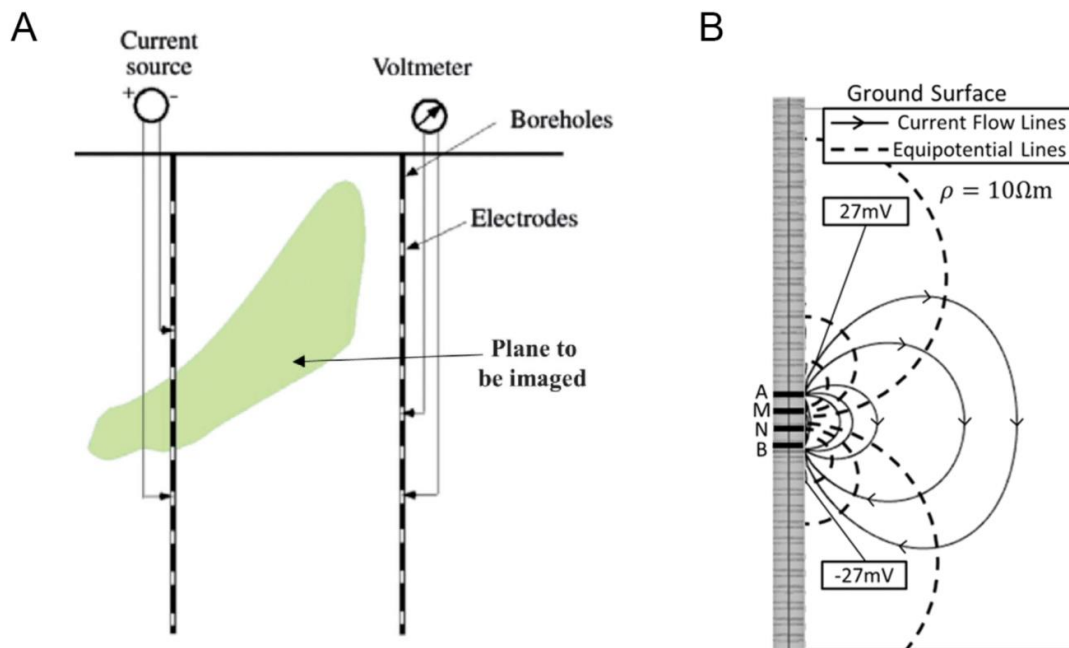 A
Current
source
+ -
Voltmeter
Boreholes
Electrodes
Plane to
be imaged
B
Ground Surface
Current Flow Lines
Equipotential Lines
ρ = 10Ωm
27mV
A
M
N
B
-27mV